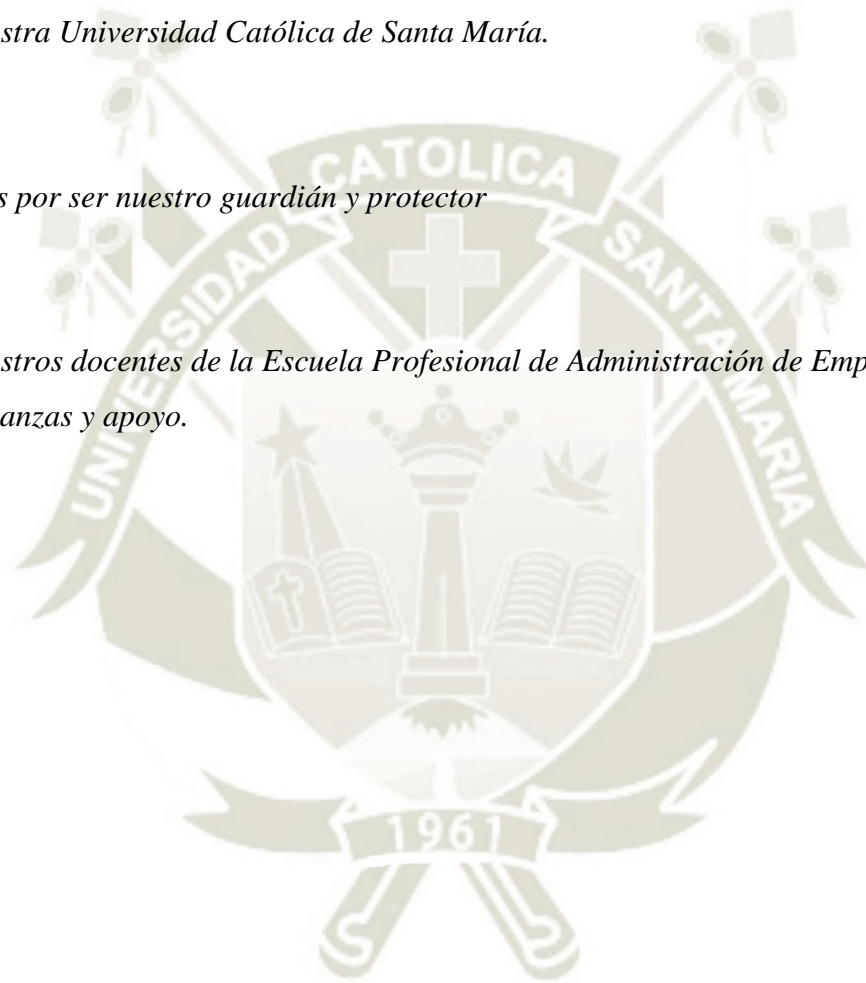 stra Universidad Católica de Santa María.
s por ser nuestro guardián y protector
stros docentes de la Escuela Profesional de Administración de Emp
anzas y apoyo.
UNIVERSIDAD CATOLICA SANTA MARIA
1961